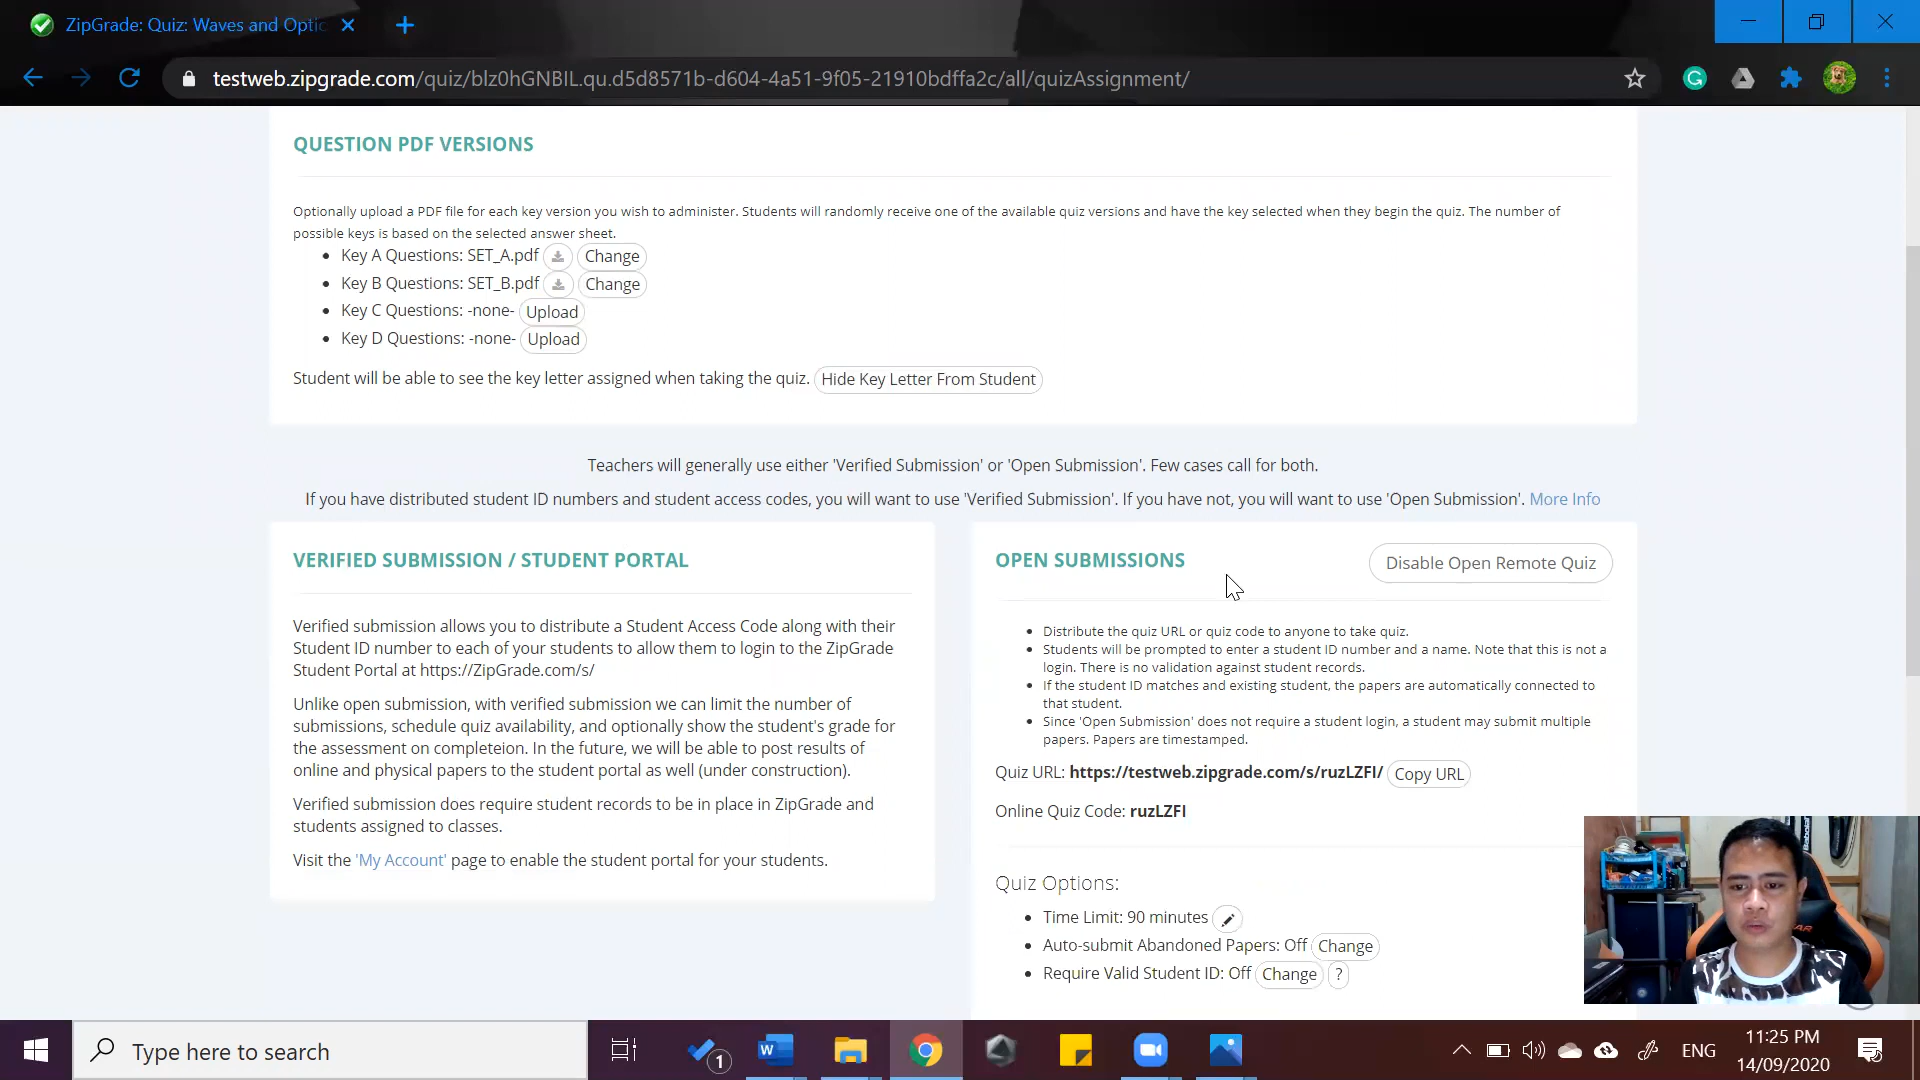 ZipGrade: Quiz: Waves and Optic
testweb.zipgrade.com/quiz/blz0hGNBIL.qu.d5d8571b-d604-4a51-9f05-21910bdffa2c/all/quizAssignment/
QUESTION PDF VERSIONS
Optionally upload a PDF file for each key version you wish to administer. Students will randomly receive one of the available quiz versions and have the key selected when they begin the quiz. The number of
possible keys is based on the selected answer sheet.
Key A Questions: SET_A.pdf Change
Key B Questions: SET_B.pdf Change
Key C Questions: -none- Upload
Key D Questions: -none- Upload
Student will be able to see the key letter assigned when taking the quiz. Hide Key Letter From Student
Teachers will generally use either 'Verified Submission' or 'Open Submission'. Few cases call for both.
If you have distributed student ID numbers and student access codes, you will want to use 'Verified Submission'. If you have not, you will want to use 'Open Submission'. More Info
VERIFIED SUBMISSION / STUDENT PORTAL
Verified submission allows you to distribute a Student Access Code along with their
Student ID number to each of your students to allow them to login to the ZipGrade
Student Portal at https://ZipGrade.com/s/
Unlike open submission, with verified submission we can limit the number of
submissions, schedule quiz availability, and optionally show the student's grade for
the assessment on completeion. In the future, we will be able to post results of
online and physical papers to the student portal as well (under construction).
Verified submission does require student records to be in place in ZipGrade and
students assigned to classes.
Visit the 'My Account' page to enable the student portal for your students.
OPEN SUBMISSIONS
Disable Open Remote Quiz
Distribute the quiz URL or quiz code to anyone to take quiz.
Students will be prompted to enter a student ID number and a name. Note that this is not a
login. There is no validation against student records.
If the student ID matches and existing student, the papers are automatically connected to
that student.
Since 'Open Submission' does not require a student login, a student may submit multiple
papers. Papers are timestamped.
Quiz URL: https://testweb.zipgrade.com/s/ruzLZFI/ Copy URL
Online Quiz Code: ruzLZFI
Quiz Options:
Time Limit: 90 minutes
Auto-submit Abandoned Papers: Off Change
Require Valid Student ID: Off Change ?
Type here to search
1
ENG
11:25 PM
14/09/2020